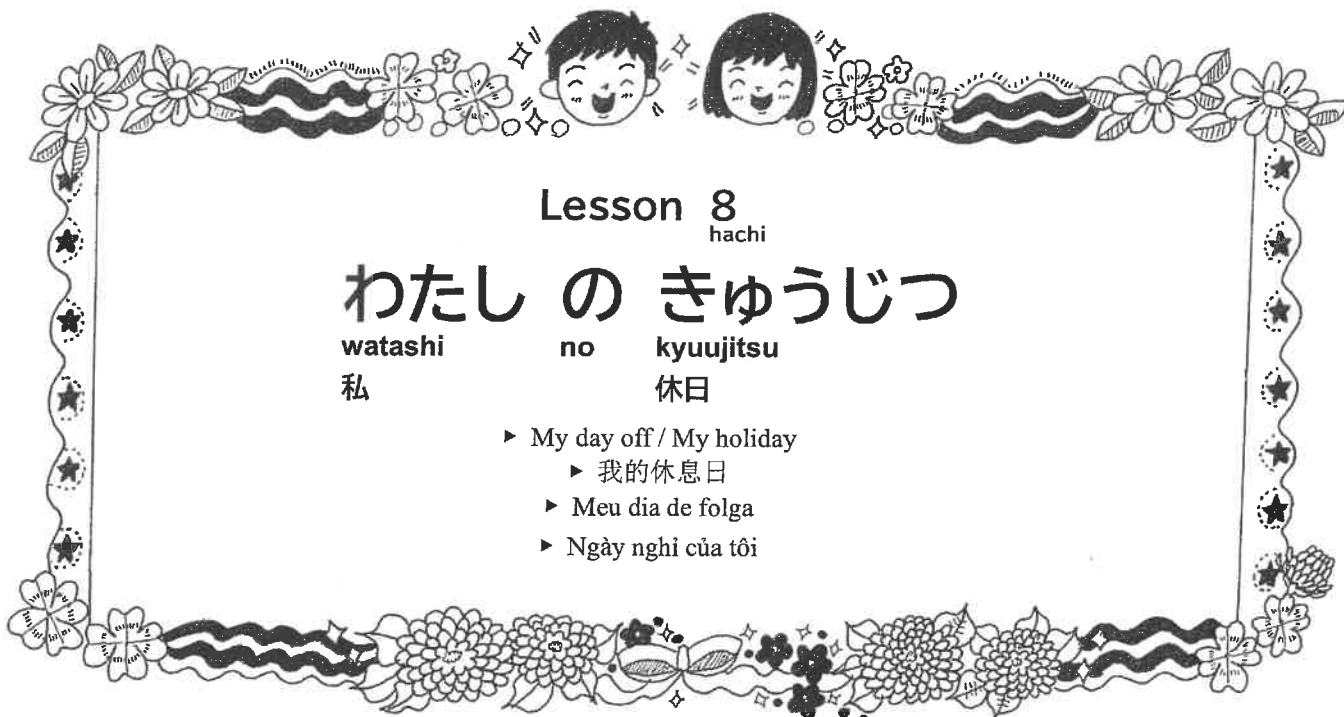 Lesson 8
hachi
わたし の きゅうじつ
watashi no kyuujitsu
私 休日
▶ My day off / My holiday
▶ 我的休息日
▶ Meu dia de folga
▶ Ngày nghỉ của tôi